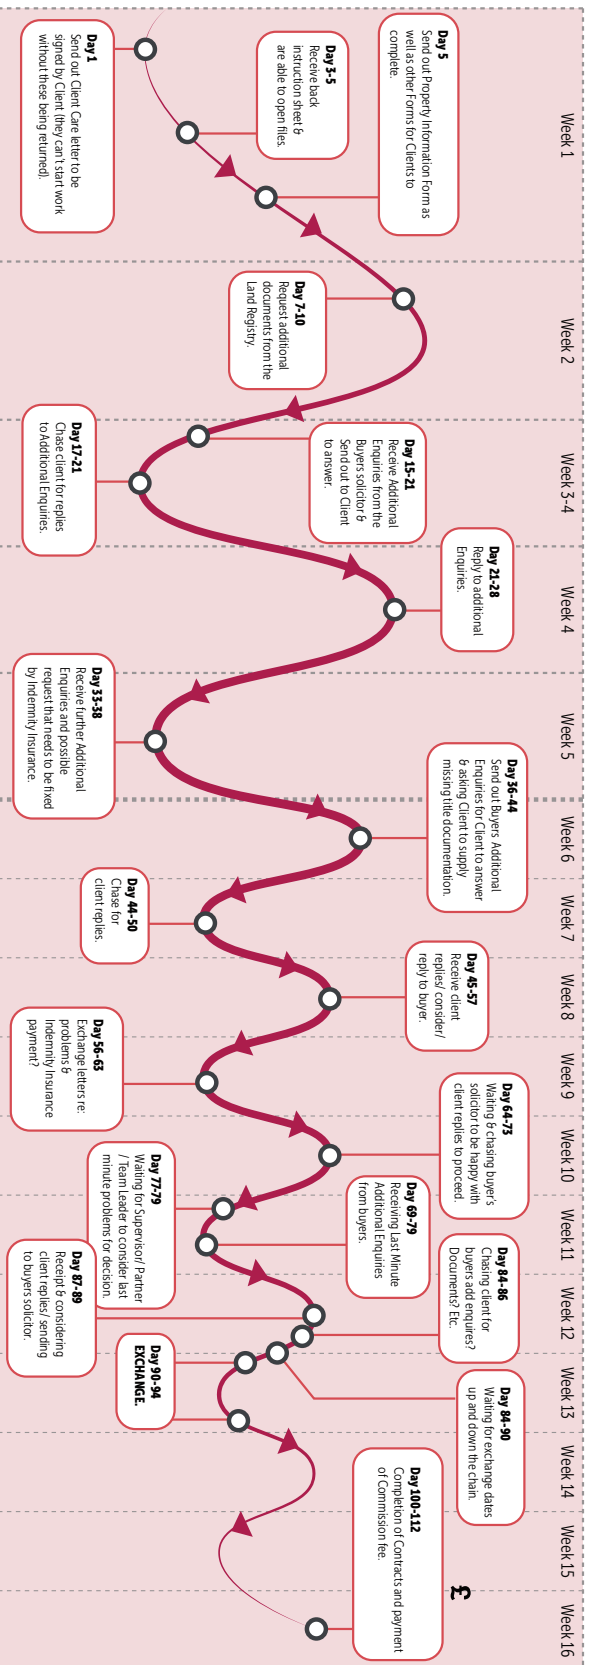 Week 1
Week 2
Week 3-4
Week 4
Week 5
Week 6
Week 7
Week 8
Week 9
Week 10
Week 11
Week 12
Week 13
Week 14
Week 15
Week 16
Day 1
Send out Client Care letter to be
signed by Client (they can't start work
without these being returned).
Day 3-5
Receive back
instruction sheet &
are able to open files.
Day 5
Send out Property Information Form as
well as other Forms for Clients to
complete.
Day 7-10
Request additional
documents from the
Land Registry.
Day 15-21
Receive Additional
Enquiries from the
Buyers solicitor &
Send out to Client
to answer.
Day 17-21
Chase client for replies
to Additional Enquiries.
Day 21-28
Reply to additional
Enquiries.
Day 33-38
Receive further Additional
Enquiries and possible
request that needs to be fixed
by Indemnity Insurance.
Day 36-44
Send out Buyers Additional
Enquiries for Client to answer
& asking Client to supply
missing title documentation.
Day 44-50
Chase for
client replies.
Day 45-57
Receive client
replies/ consider/
reply to buyer.
Day 56-63
Exchange letters re:
problems &
Indemnity Insurance
payment?
Day 64-73
Waiting & chasing buyer's
solicitor to be happy with
client replies to proceed.
Day 77-79
Waiting for Supervisor/ Partner
/ Team Leader to consider last
minute problems for decision.
Day 69-79
Receiving Last Minute
Additional Enquiries
from buyers.
Day 87-89
Receipt & considering
client replies/ sending
to buyers solicitor.
Day 84-86
Chasing client for
buyers add enquires?
Documents? Etc.
Day 84-90
Waiting for exchange dates
up and down the chain.
Day 90-94
EXCHANGE.
Day 100-112
Completion of Contracts and payment
of Commission fee.
£